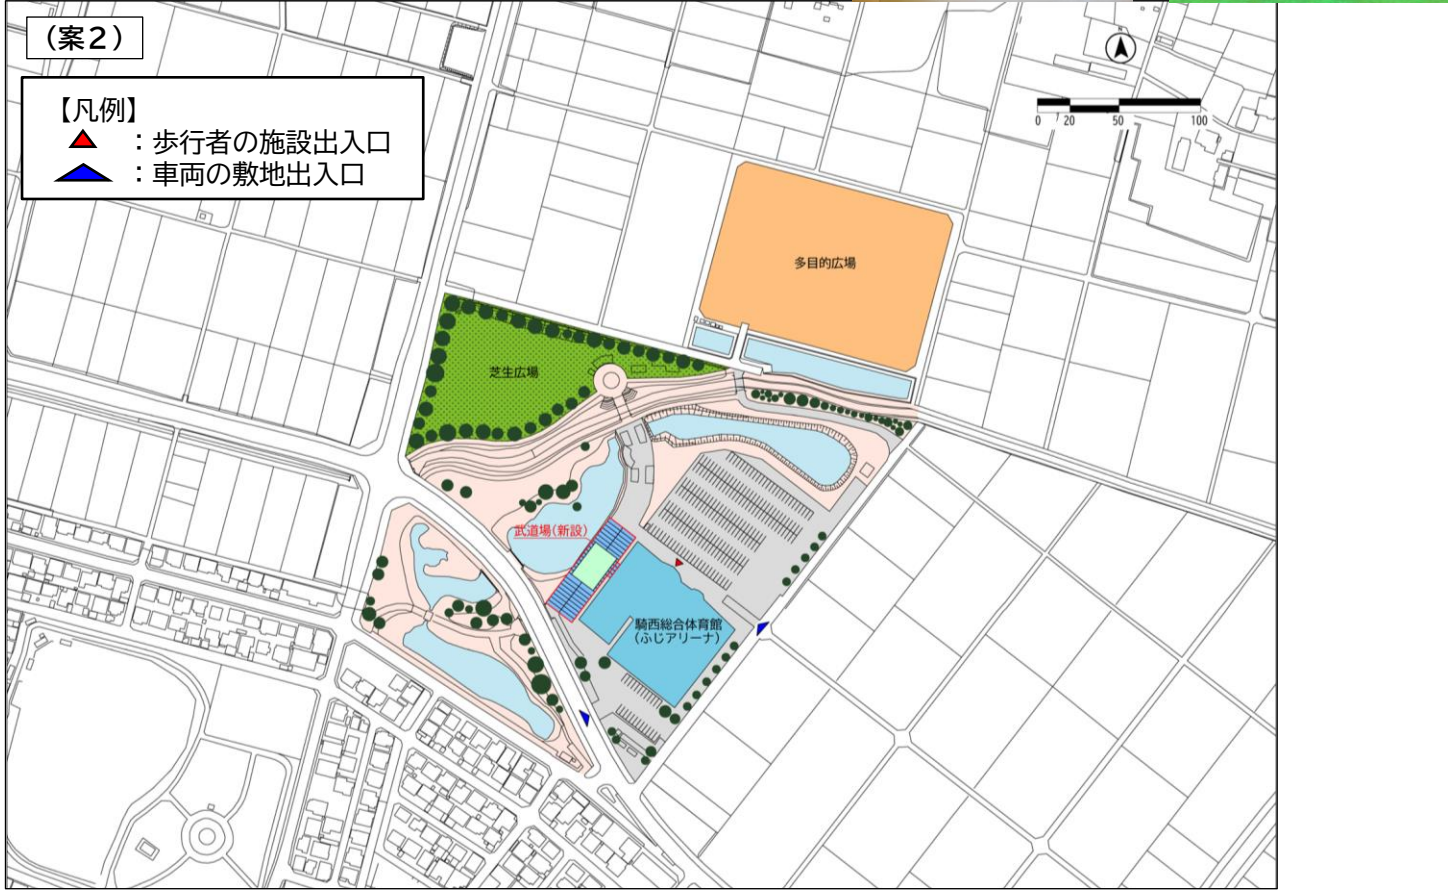 （案２）
【凡例】
：歩行者の施設出入口
：車両の敷地出入口
N
0 20 50 100
多目的広場
芝生広場
武道場(新設)
騎西総合体育館
(ふじアリーナ)